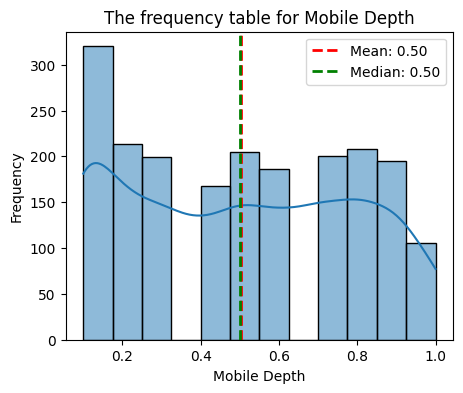 The frequency table for Mobile Depth
Mean: 0.50
Median: 0.50
300
250
200
150
100
50
0
Frequency
0.2 0.4 0.6 0.8 1.0
Mobile Depth